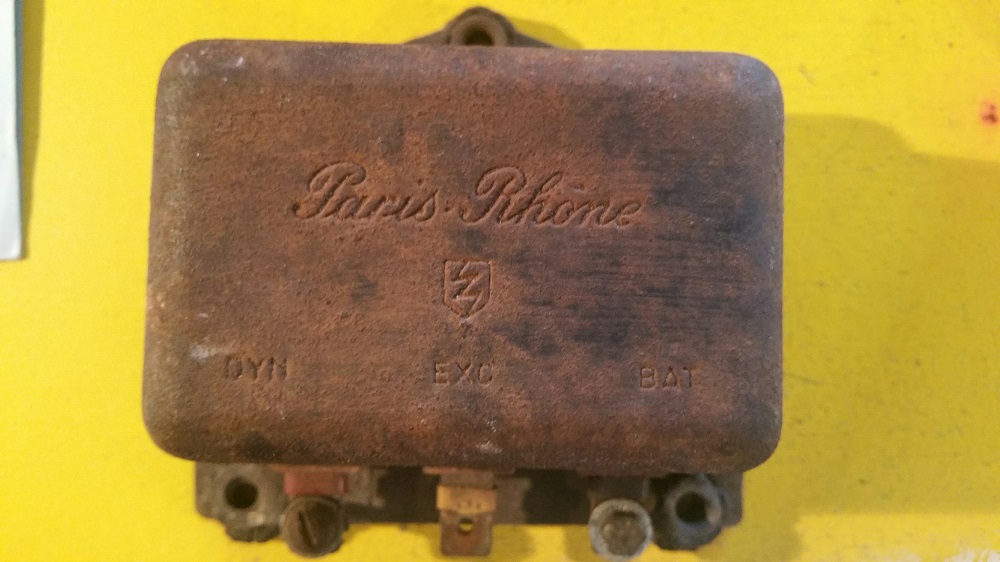 Paris-Rhône
DYN EXC BAT